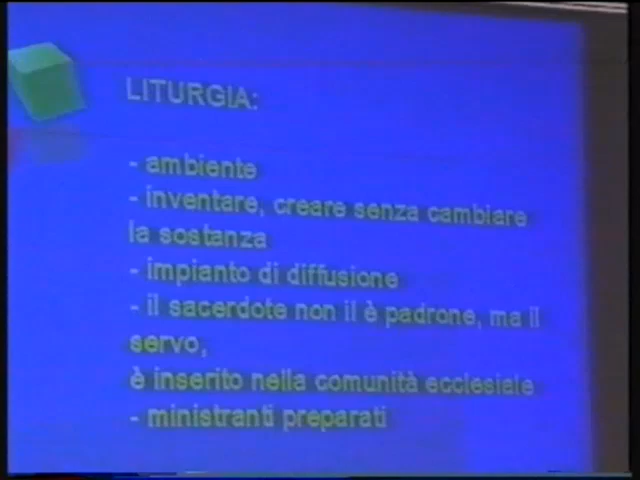 LITURGIA:
- ambiente
- inventare, creare senza cambiare
la sostanza
- impianto di diffusione
- il sacerdote non il è padrone, ma il
servo,
è inserito nella comunità ecclesiale
- ministranti preparati